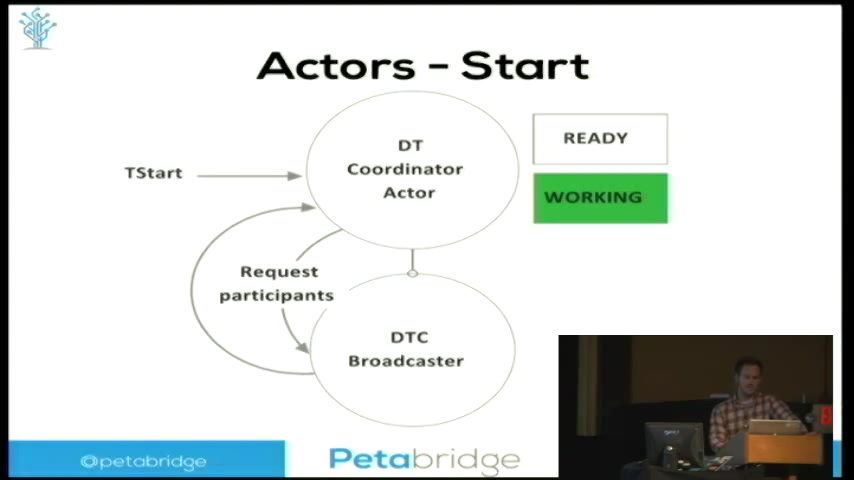 Actors - Start
DT
Coordinator
Actor
READY
TStart
WORKING
Request
participants
DTC
Broadcaster
@petabridge
Petabridge